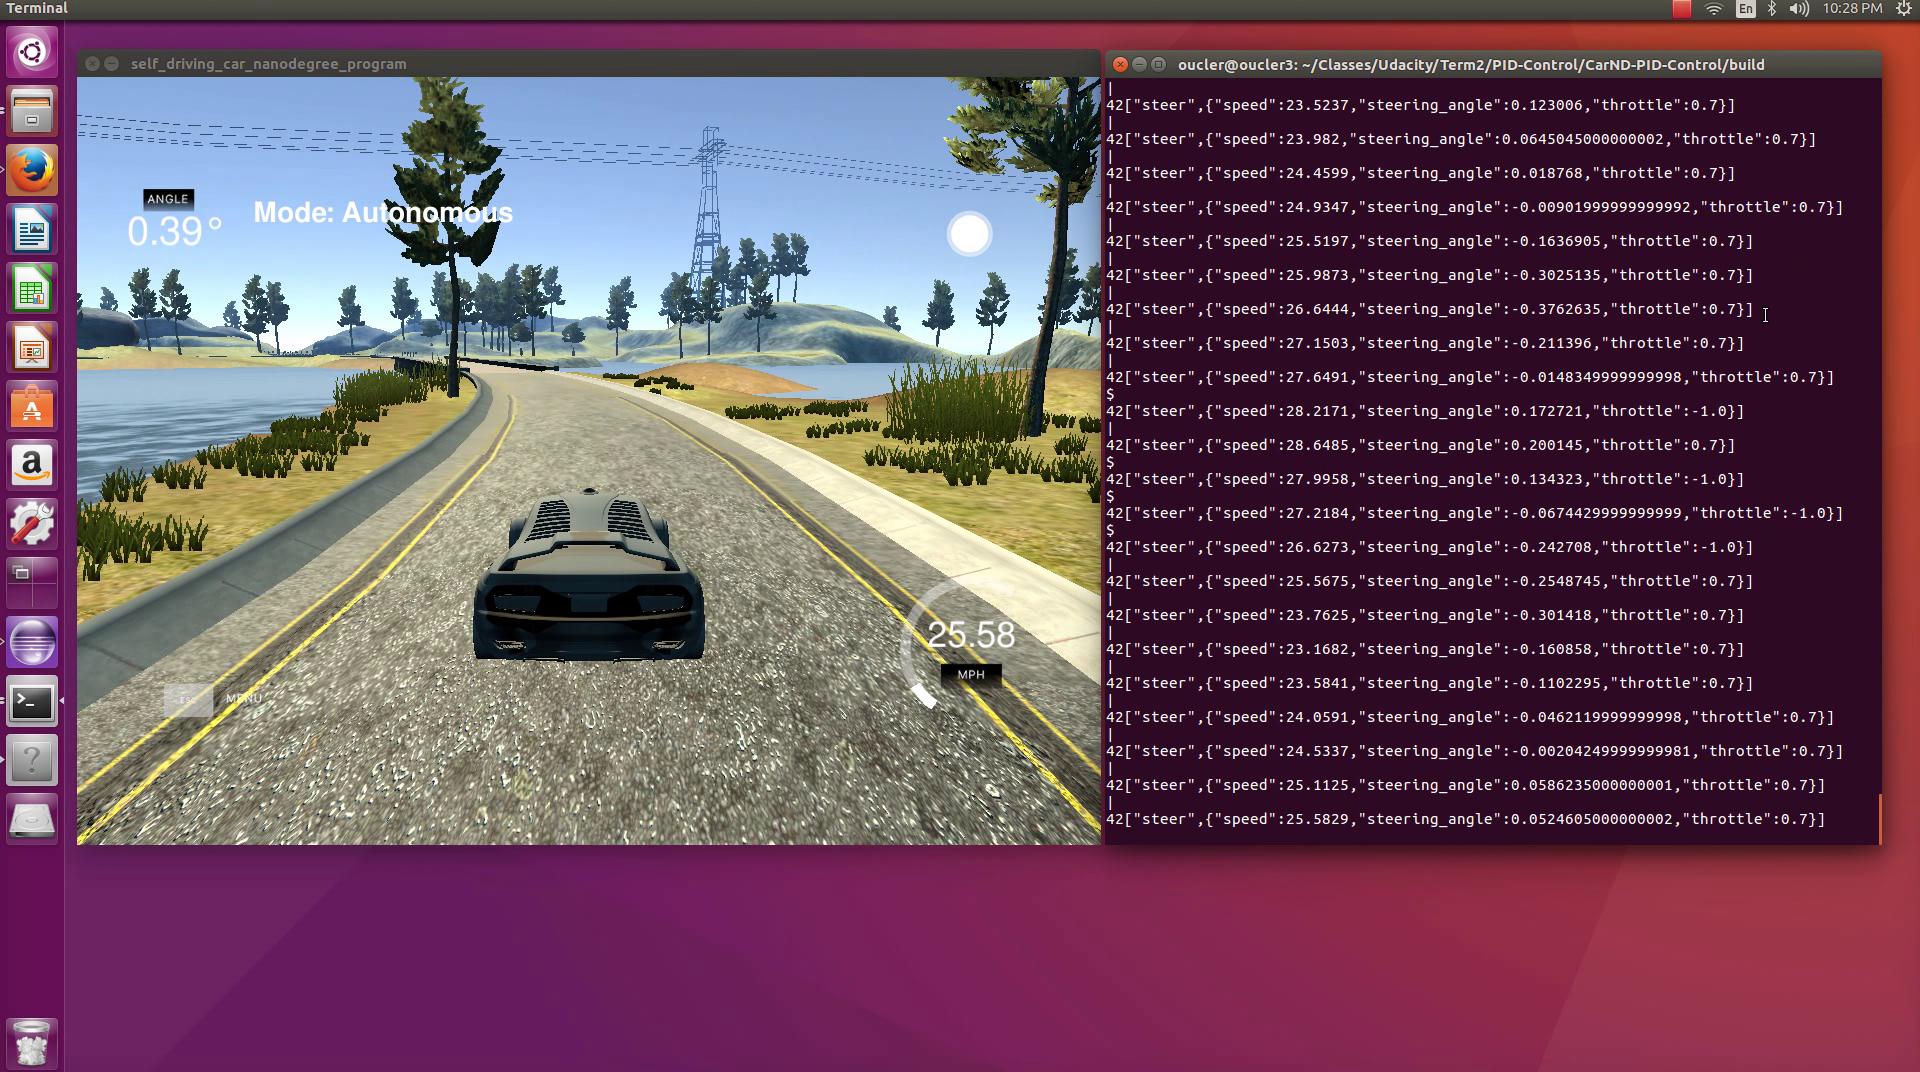 Terminal
En
10:28 PM
self_driving_car_nanodegree_program
ANGLE
0.39°
Mode: Autonomous
25.58
MPH
ESC
MENU
a
oucler@oucler3: ~/Classes/Udacity/Term2/PID-Control/CarND-PID-Control/build
|
42["steer",{"speed":23.5237,"steering_angle":0.123006,"throttle":0.7}]
|
42["steer",{"speed":23.982,"steering_angle":0.0645045000000002,"throttle":0.7}]
|
42["steer",{"speed":24.4599,"steering_angle":0.018768,"throttle":0.7}]
|
42["steer",{"speed":24.9347,"steering_angle":-0.00901999999999992,"throttle":0.7}]
|
42["steer",{"speed":25.5197,"steering_angle":-0.1636905,"throttle":0.7}]
|
42["steer",{"speed":25.9873,"steering_angle":-0.3025135,"throttle":0.7}]
|
42["steer",{"speed":26.6444,"steering_angle":-0.3762635,"throttle":0.7}]
|
42["steer",{"speed":27.1503,"steering_angle":-0.211396,"throttle":0.7}]
|
42["steer",{"speed":27.6491,"steering_angle":-0.0148349999999998,"throttle":0.7}]
$
42["steer",{"speed":28.2171,"steering_angle":0.172721,"throttle":-1.0}]
|
42["steer",{"speed":28.6485,"steering_angle":0.200145,"throttle":0.7}]
$
42["steer",{"speed":27.9958,"steering_angle":0.134323,"throttle":-1.0}]
$
42["steer",{"speed":27.2184,"steering_angle":-0.0674429999999999,"throttle":-1.0}]
$
42["steer",{"speed":26.6273,"steering_angle":-0.242708,"throttle":-1.0}]
|
42["steer",{"speed":25.5675,"steering_angle":-0.2548745,"throttle":0.7}]
|
42["steer",{"speed":23.7625,"steering_angle":-0.301418,"throttle":0.7}]
|
42["steer",{"speed":23.1682,"steering_angle":-0.160858,"throttle":0.7}]
|
42["steer",{"speed":23.5841,"steering_angle":-0.1102295,"throttle":0.7}]
|
42["steer",{"speed":24.0591,"steering_angle":-0.0462119999999998,"throttle":0.7}]
|
42["steer",{"speed":24.5337,"steering_angle":-0.00204249999999981,"throttle":0.7}]
|
42["steer",{"speed":25.1125,"steering_angle":0.0586235000000001,"throttle":0.7}]
|
42["steer",{"speed":25.5829,"steering_angle":0.0524605000000002,"throttle":0.7}]